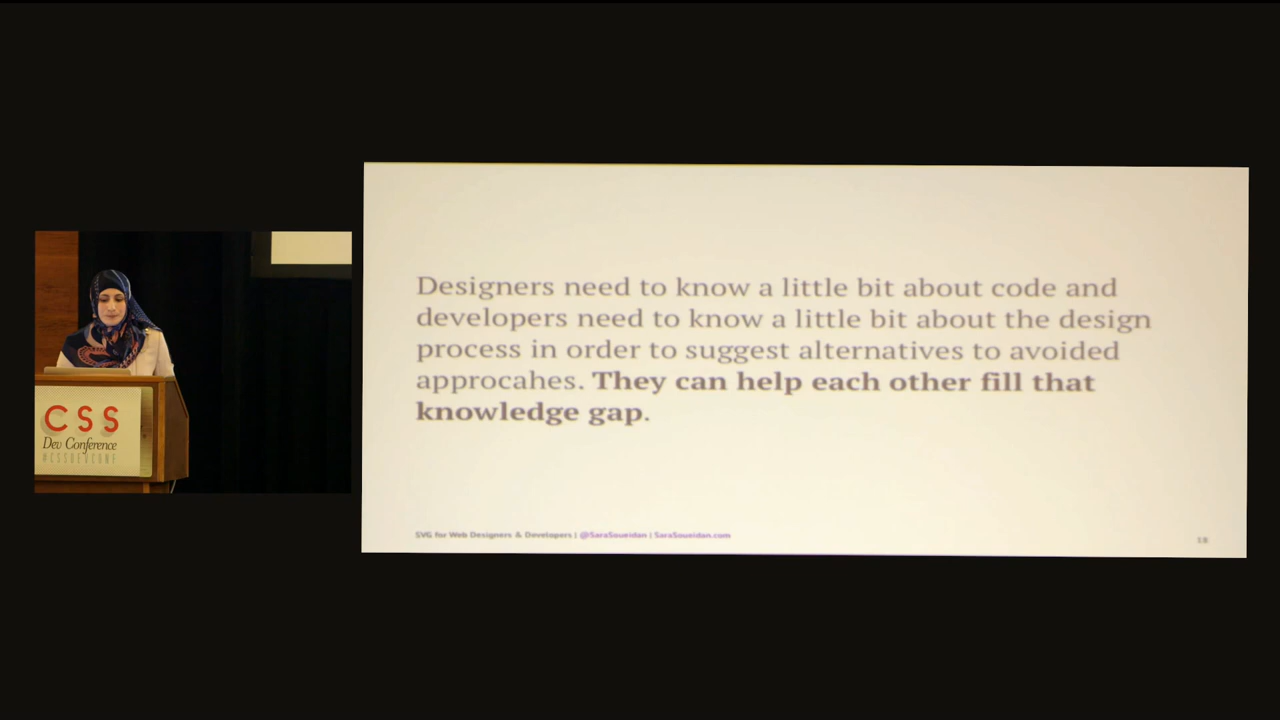 Designers need to know a little bit about code and
developers need to know a little bit about the design
process in order to suggest alternatives to avoided
approcahes. They can help each other fill that
knowledge gap.
SVG for Web Designers & Developers | @SaraSoueidan | SaraSoueidan.com
18
CSS
Dev Conference
#CSSDEVCONF